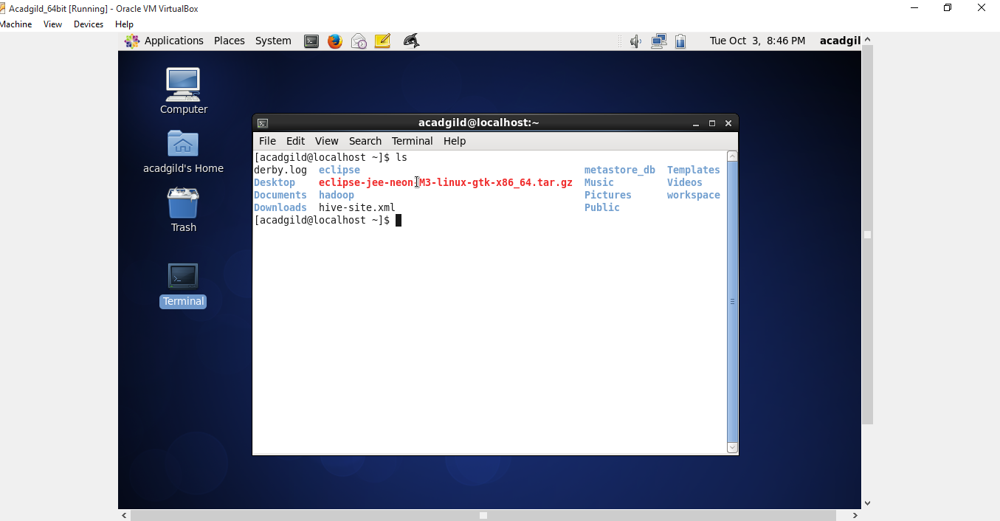 Acadgild_64bit [Running] - Oracle VM VirtualBox
Machine View Devices Help
Applications Places System Tue Oct 3, 8:46 PM acadgil
Computer
acadgild's Home
Trash
Terminal
acadgild@localhost:~
File Edit View Search Terminal Help
[acadgild@localhost ~]$ ls
derby.log eclipse metastore_db Templates
Desktop eclipse-jee-neon-M3-linux-gtk-x86_64.tar.gz Music Videos
Documents hadoop Pictures workspace
Downloads hive-site.xml Public
[acadgild@localhost ~]$